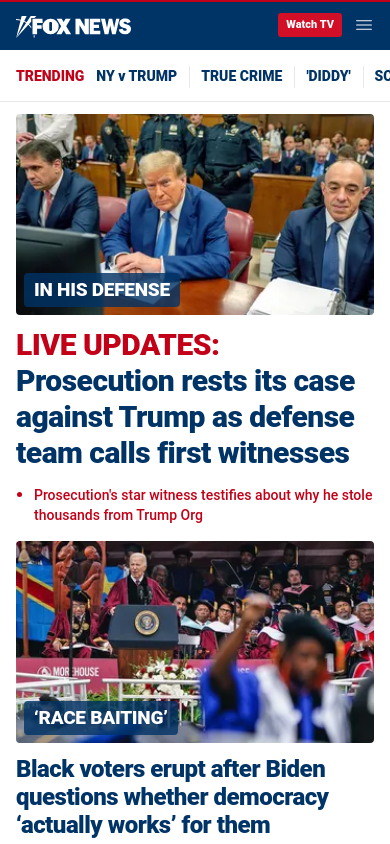 FOX NEWS
Watch TV
TRENDING NY v TRUMP TRUE CRIME 'DIDDY' SC
IN HIS DEFENSE
LIVE UPDATES:
Prosecution rests its case
against Trump as defense
team calls first witnesses
• Prosecution's star witness testifies about why he stole
thousands from Trump Org
MOREHOUSE
‘RACE BAITING’
Black voters erupt after Biden
questions whether democracy
‘actually works’ for them